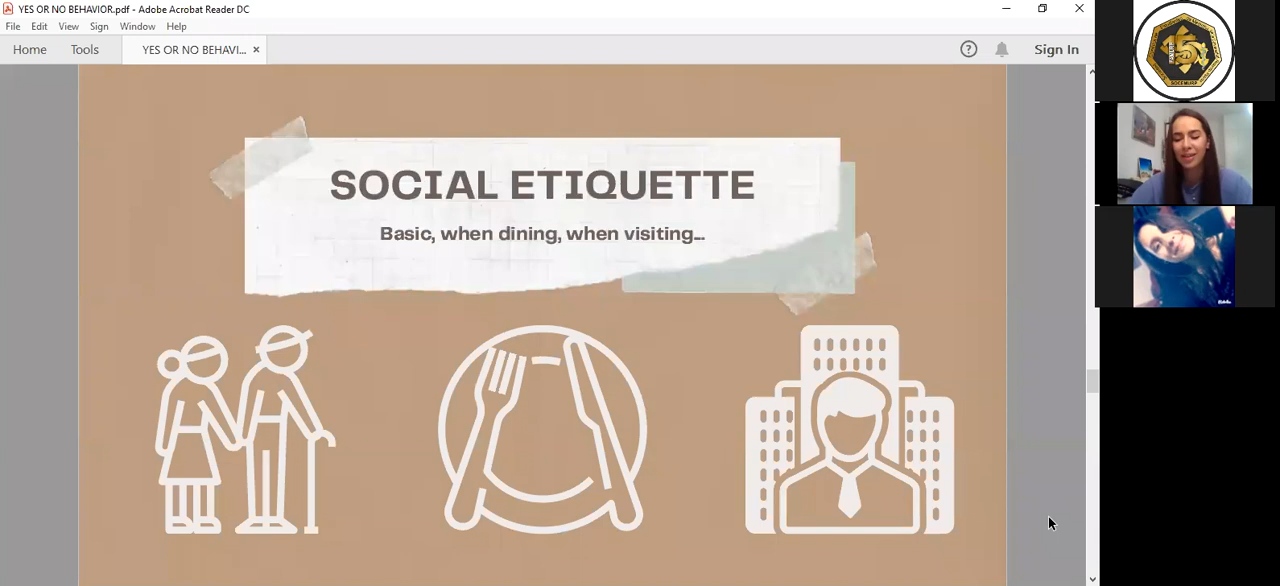 YES OR NO BEHAVIOR.pdf - Adobe Acrobat Reader DC
File Edit View Sign Window Help
Home Tools YES OR NO BEHAVI... × Sign In
SOCIAL ETIQUETTE
Basic, when dining, when visiting...
15